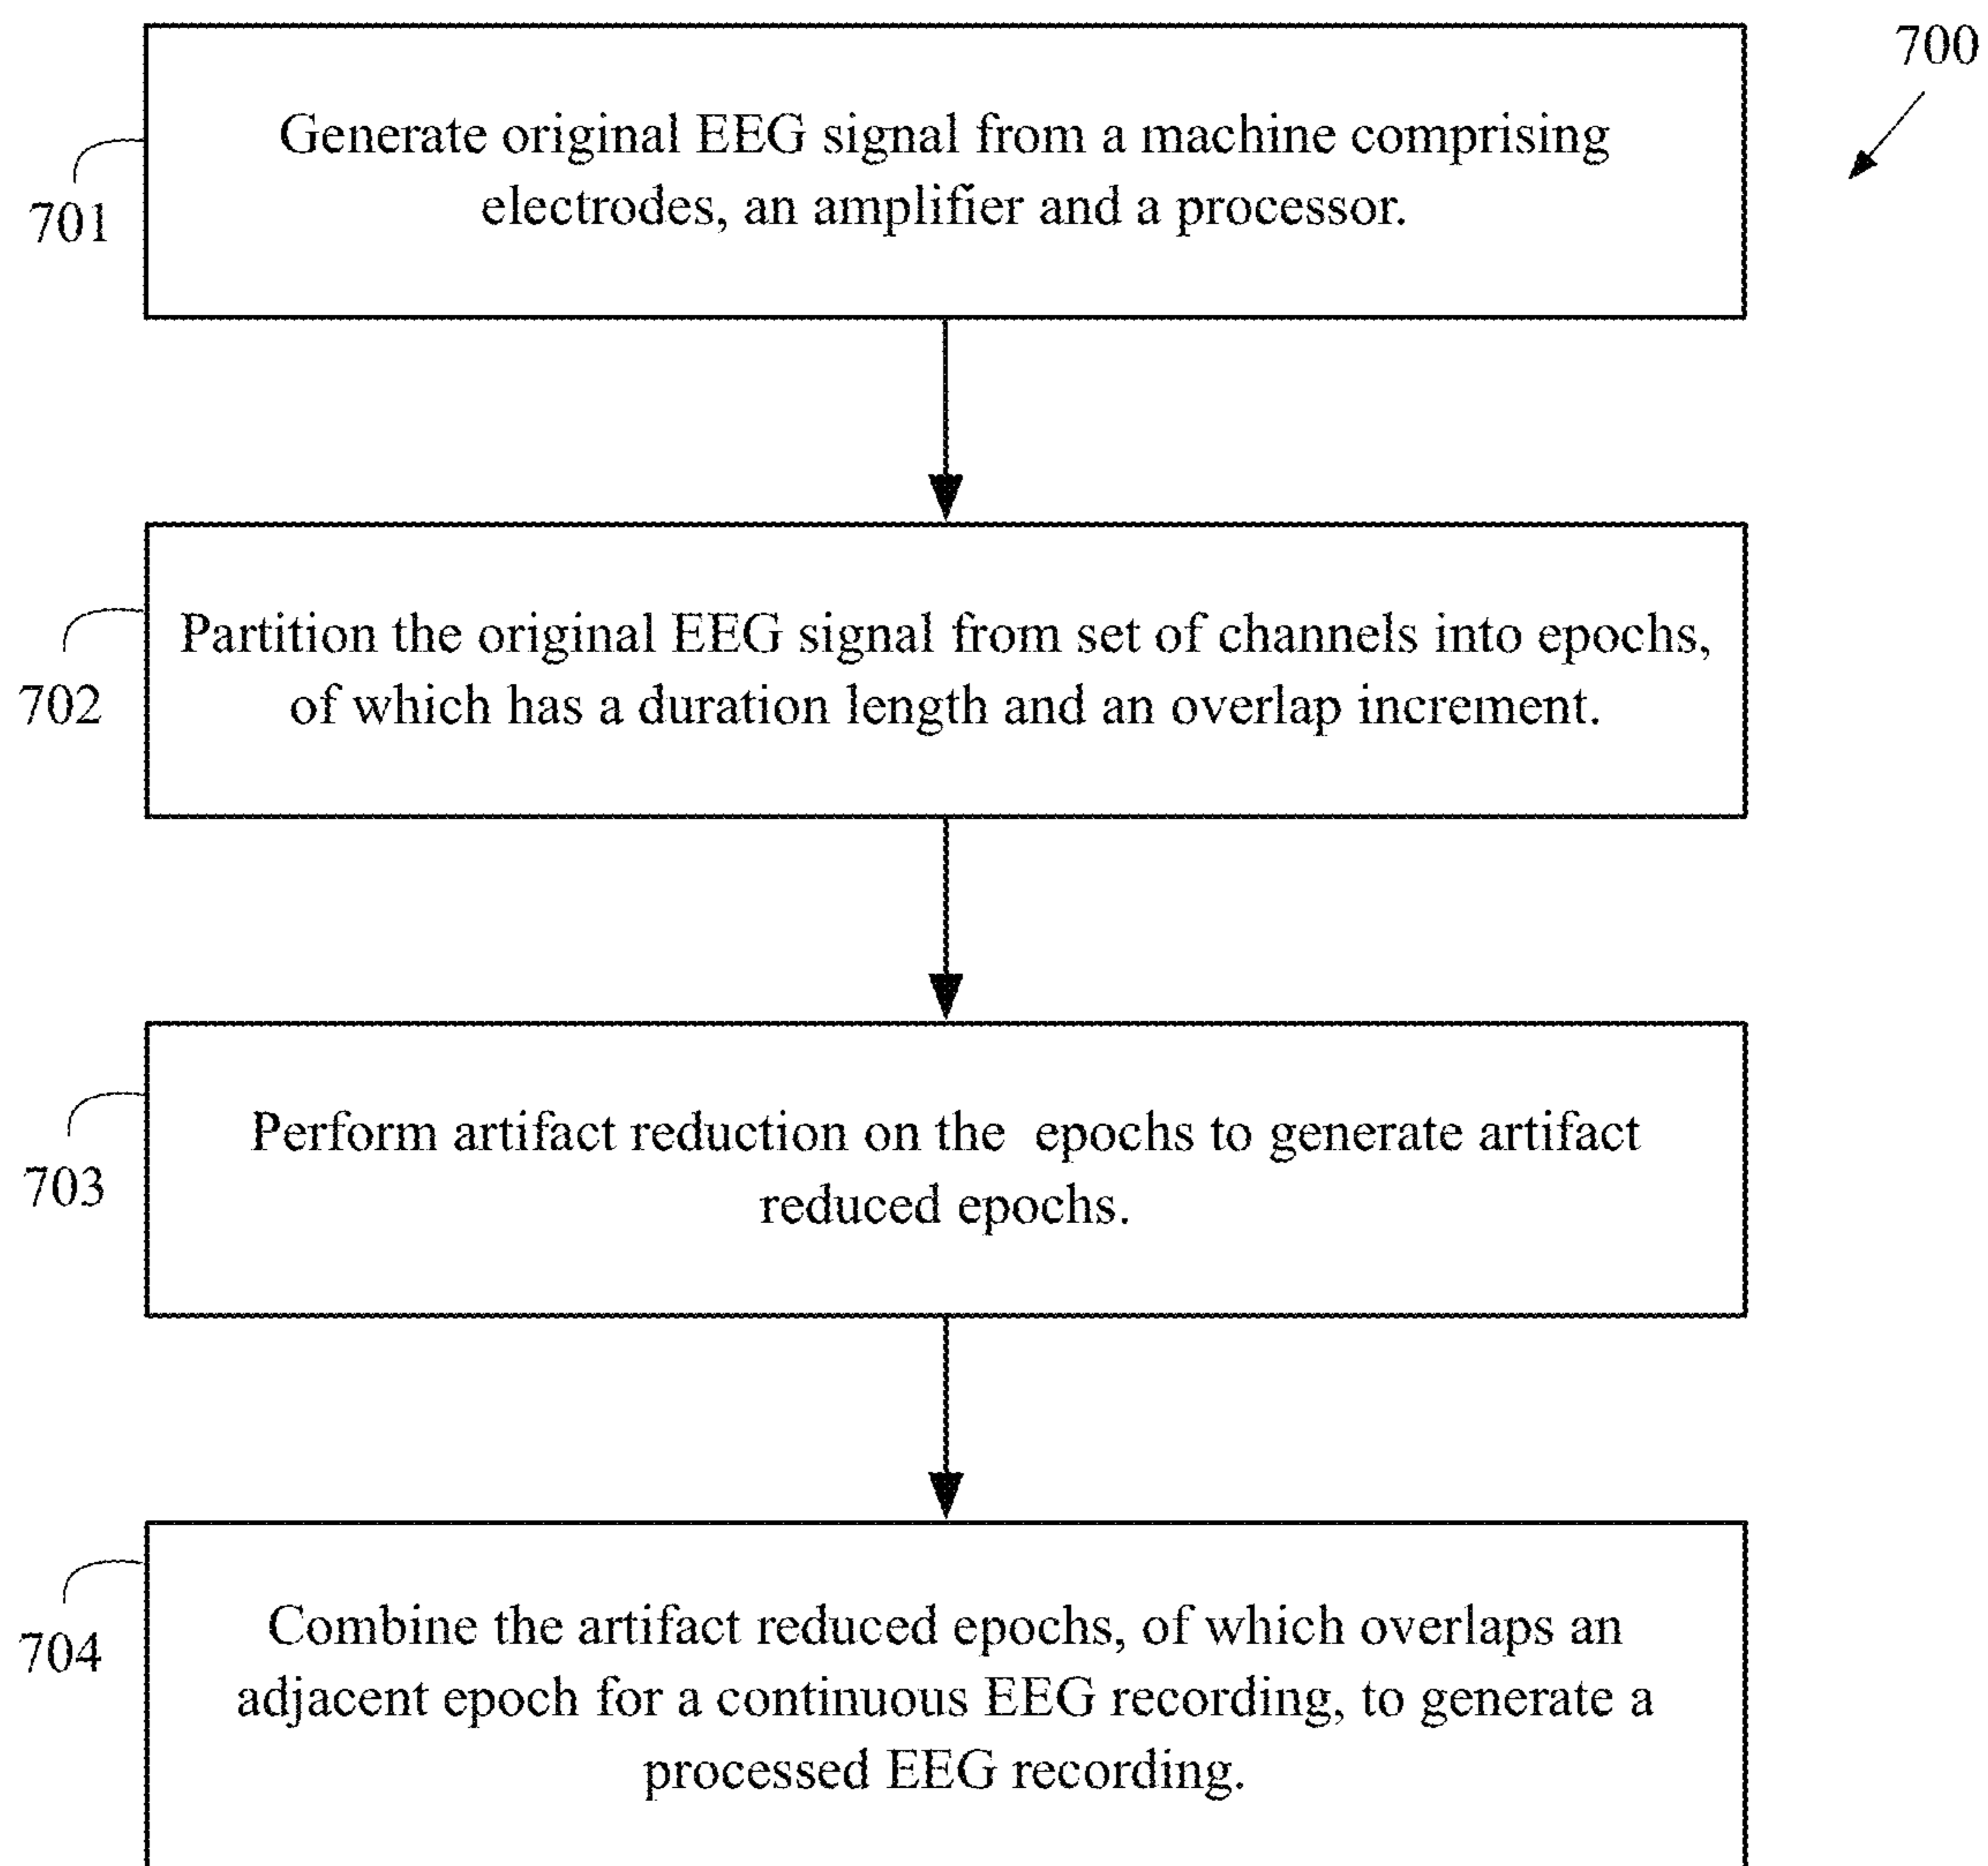 700
Generate original EEG signal from a machine comprising
electrodes, an amplifier and a processor.
701
Partition the original EEG signal from set of channels into epochs,
of which has a duration length and an overlap increment.
702
Perform artifact reduction on the epochs to generate artifact
reduced epochs.
703
Combine the artifact reduced epochs, of which overlaps an
adjacent epoch for a continuous EEG recording, to generate a
processed EEG recording.
704